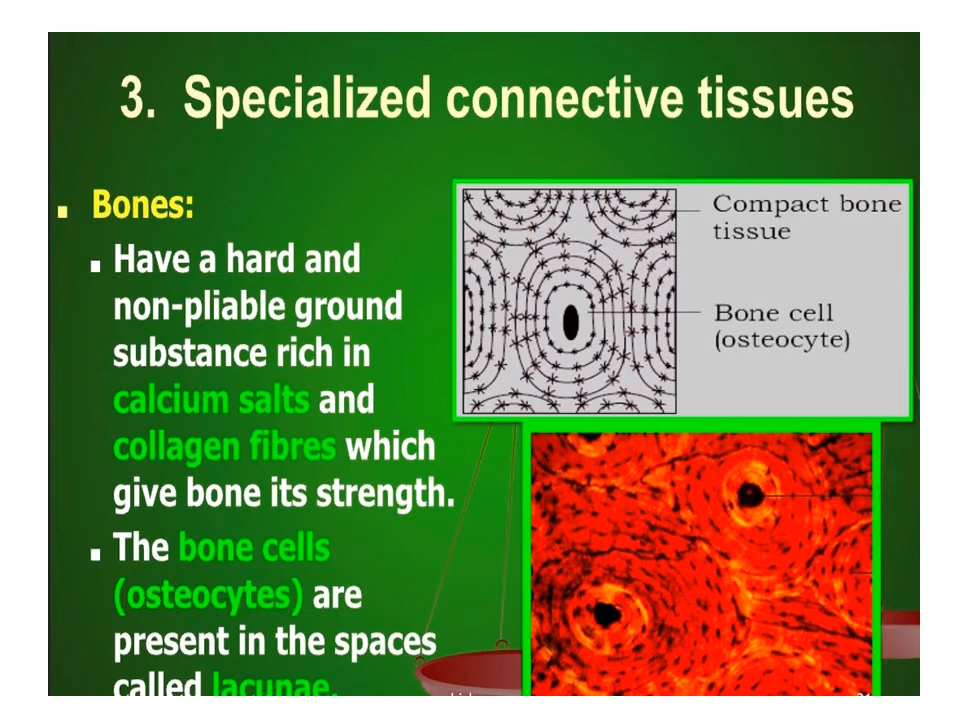 3. Specialized connective tissues
▪ Bones:
▪ Have a hard and
non-pliable ground
substance rich in
calcium salts and
collagen fibres which
give bone its strength.
▪ The bone cells
(osteocytes) are
present in the spaces
called lacunae.
Compact bone
tissue
Bone cell
(osteocyte)